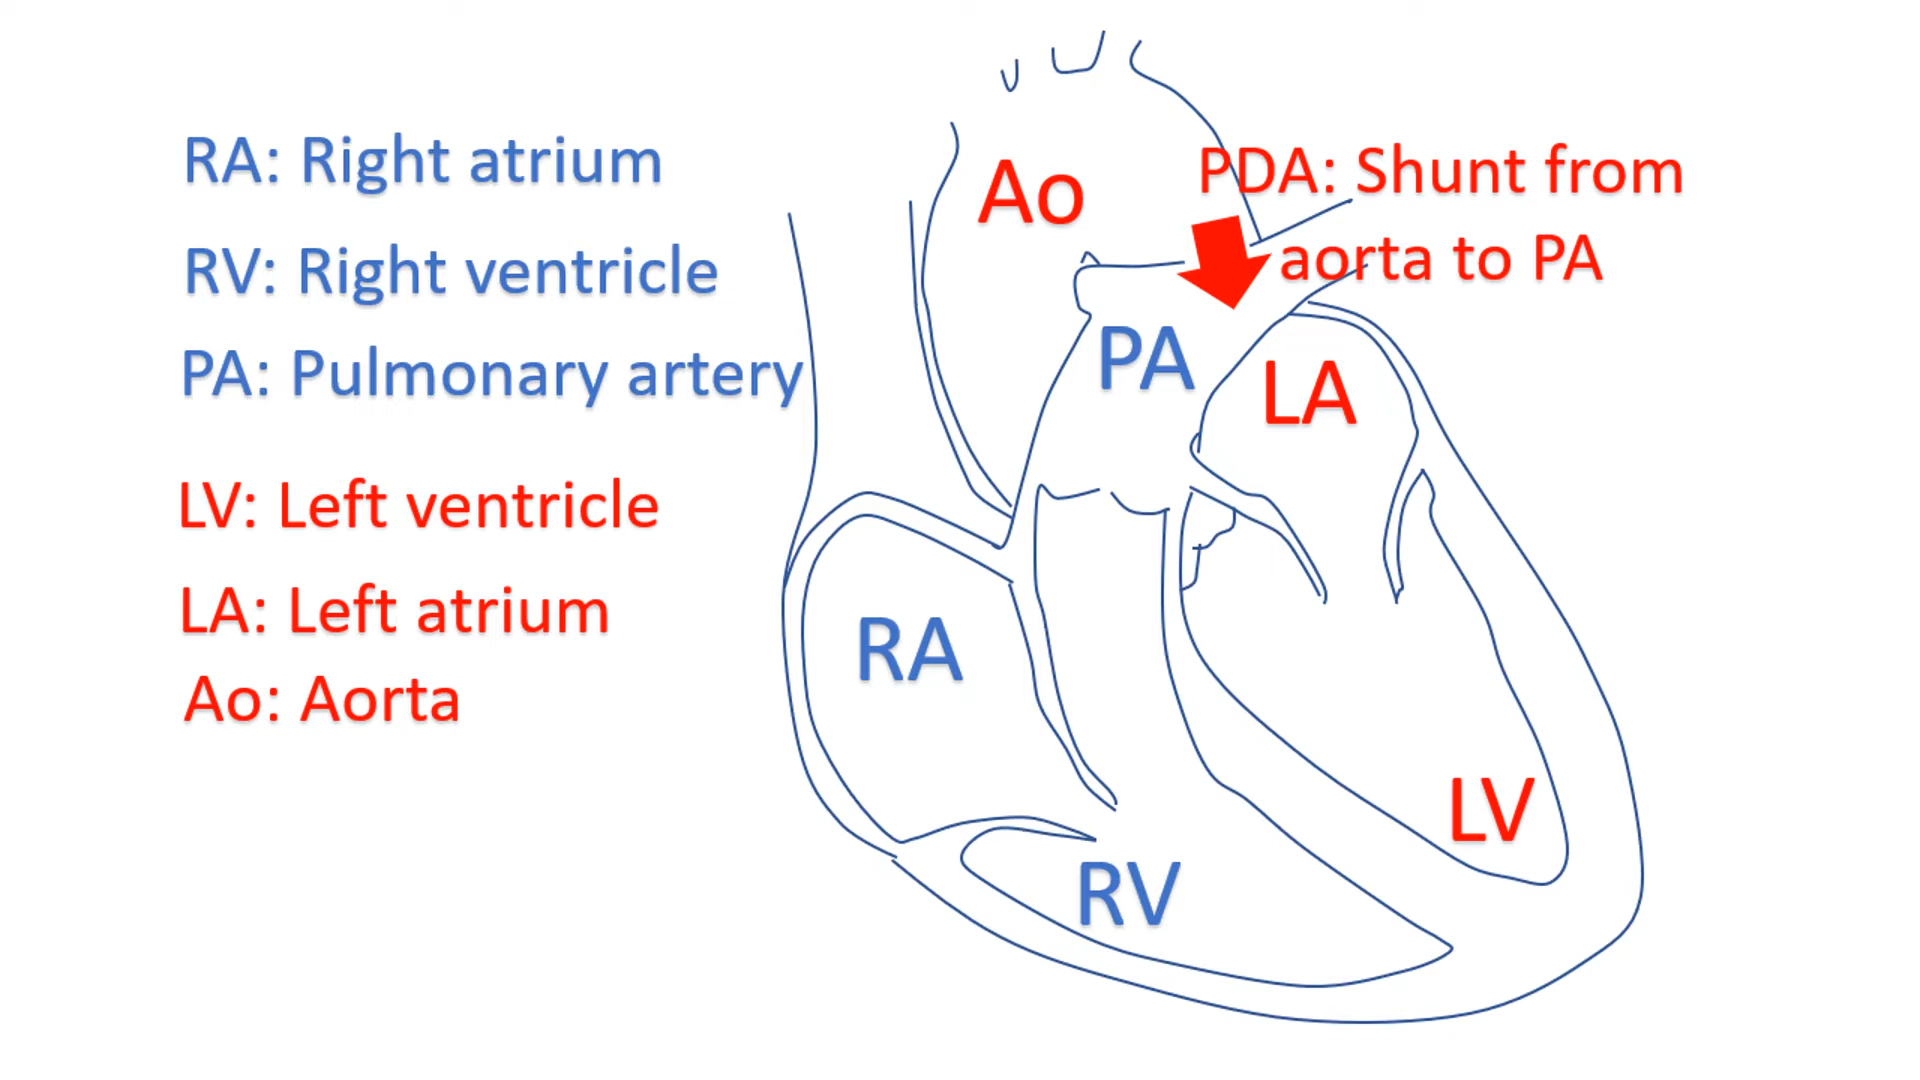 RA: Right atrium
RV: Right ventricle
PA: Pulmonary artery
LV: Left ventricle
LA: Left atrium
Ao: Aorta
Ao
PDA: Shunt from
aorta to PA
PA
LA
RA
LV
RV